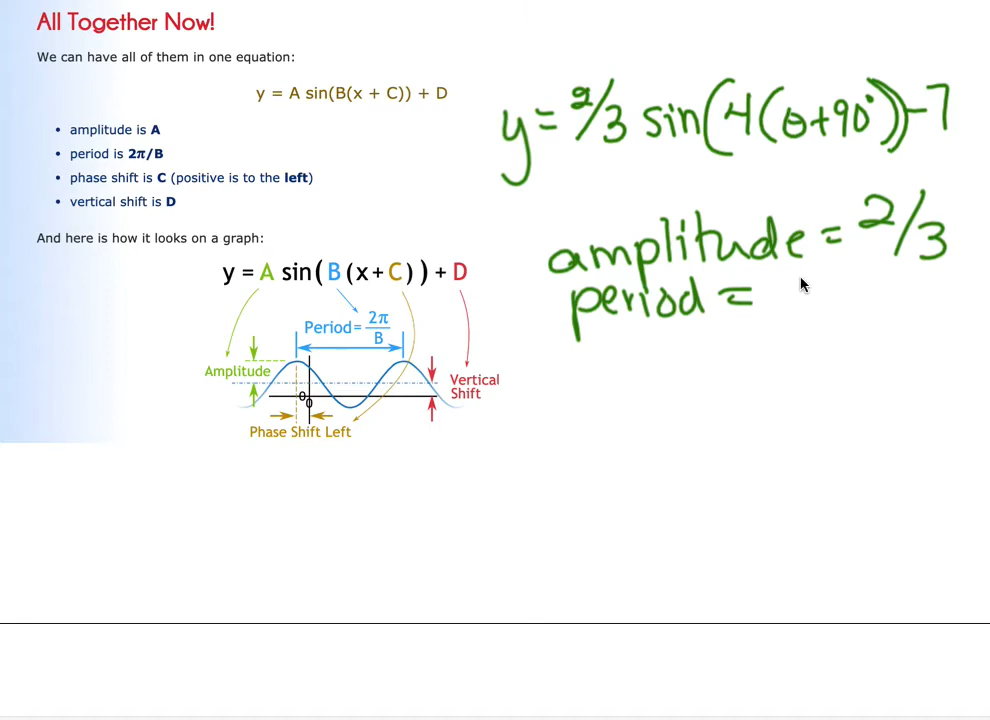 All Together Now!
We can have all of them in one equation:
y = A sin(B(x + C)) + D
• amplitude is A
• period is 2π/B
• phase shift is C (positive is to the left)
• vertical shift is D
And here is how it looks on a graph:
y = A sin(B(x+C)) + D
Period = 2π/B
Amplitude
0
0
Vertical
Shift
Phase Shift Left
y = 2/3 sin(4(θ+90°))-7
amplitude = 2/3
period =